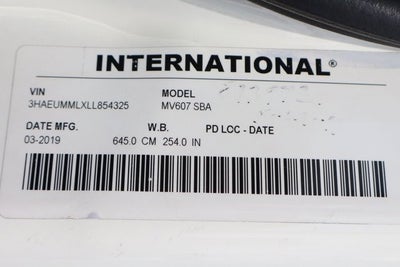 INTERNATIONAL®
VIN MODEL
3HAEUMMLXLL854325 MV607 SBA
DATE MFG. W.B. PD LCC - DATE
03-2019 645.0 CM 254.0 IN